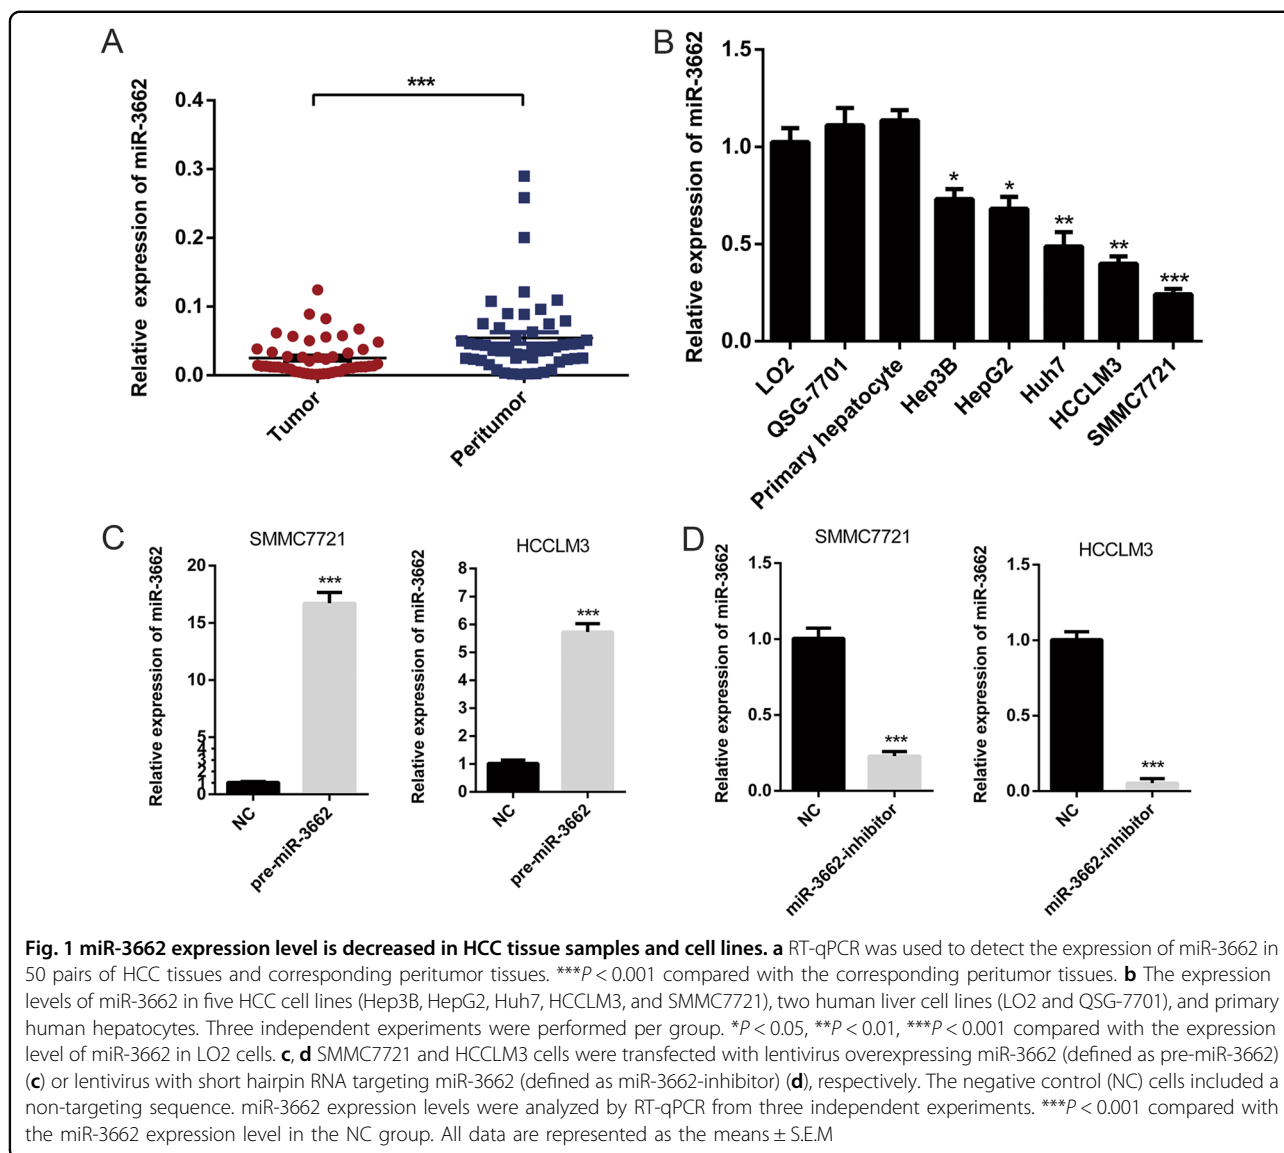 A
Relative expression of miR-3662
***
0.4
0.3
0.2
0.1
0.0
Tumor
Peritumor
B
Relative expression of miR-3662
1.5
1.0
0.5
0.0
*
*
**
**
***
LO2
QSG-7701
Primary hepatocyte
Hep3B
HepG2
Huh7
HCCLM3
SMMC7721
C
SMMC7721
Relative expression of miR-3662
20
15
10
5
4
3
2
1
0
***
NC
pre-miR-3662
HCCLM3
Relative expression of miR-3662
8
7
6
5
4
3
2
1
0
***
NC
pre-miR-3662
D
SMMC7721
Relative expression of miR-3662
1.5
1.0
0.5
0.0
***
NC
miR-3662-inhibitor
HCCLM3
Relative expression of miR-3662
1.5
1.0
0.5
0.0
***
NC
miR-3662-inhibitor
Fig. 1 miR-3662 expression level is decreased in HCC tissue samples and cell lines. a RT-qPCR was used to detect the expression of miR-3662 in
50 pairs of HCC tissues and corresponding peritumor tissues. ***P < 0.001 compared with the corresponding peritumor tissues. b The expression
levels of miR-3662 in five HCC cell lines (Hep3B, HepG2, Huh7, HCCLM3, and SMMC7721), two human liver cell lines (LO2 and QSG-7701), and primary
human hepatocytes. Three independent experiments were performed per group. *P < 0.05, **P < 0.01, ***P < 0.001 compared with the expression
level of miR-3662 in LO2 cells. c, d SMMC7721 and HCCLM3 cells were transfected with lentivirus overexpressing miR-3662 (defined as pre-miR-3662)
(c) or lentivirus with short hairpin RNA targeting miR-3662 (defined as miR-3662-inhibitor) (d), respectively. The negative control (NC) cells included a
non-targeting sequence. miR-3662 expression levels were analyzed by RT-qPCR from three independent experiments. ***P < 0.001 compared with
the miR-3662 expression level in the NC group. All data are represented as the means ± S.E.M